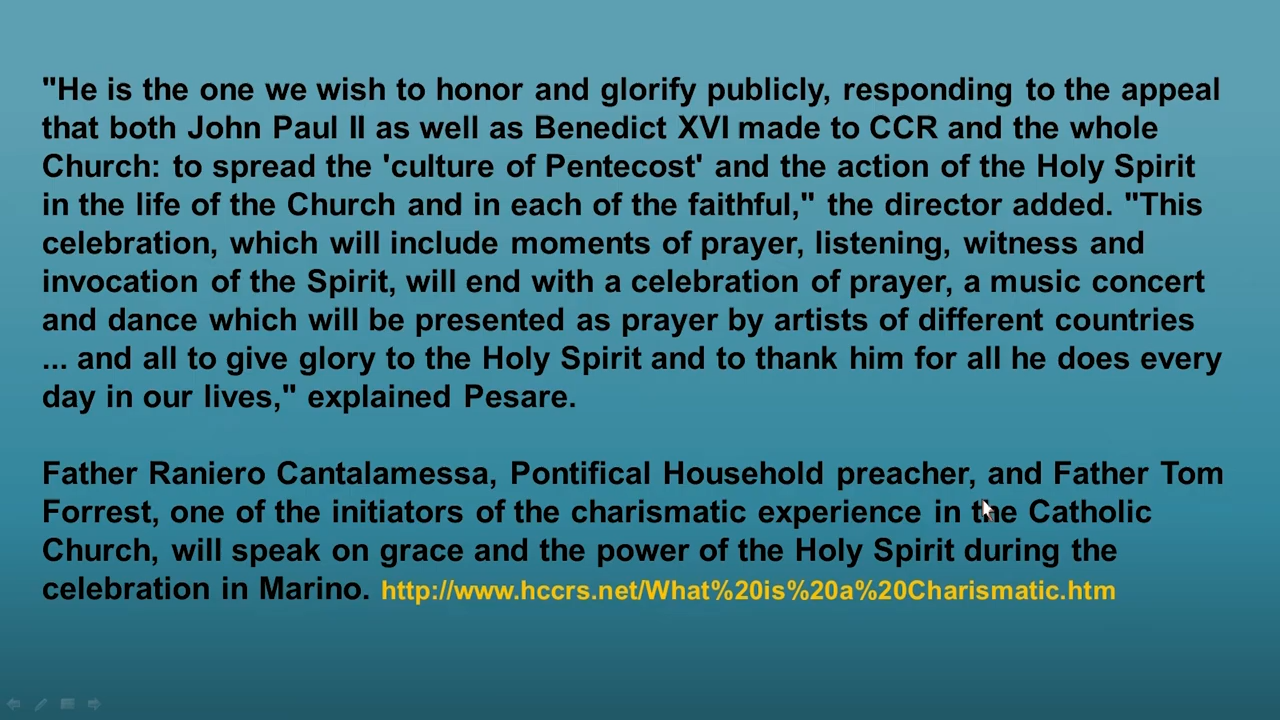 "He is the one we wish to honor and glorify publicly, responding to the appeal
that both John Paul II as well as Benedict XVI made to CCR and the whole
Church: to spread the 'culture of Pentecost' and the action of the Holy Spirit
in the life of the Church and in each of the faithful," the director added. "This
celebration, which will include moments of prayer, listening, witness and
invocation of the Spirit, will end with a celebration of prayer, a music concert
and dance which will be presented as prayer by artists of different countries
... and all to give glory to the Holy Spirit and to thank him for all he does every
day in our lives," explained Pesare.
Father Raniero Cantalamessa, Pontifical Household preacher, and Father Tom
Forrest, one of the initiators of the charismatic experience in the Catholic
Church, will speak on grace and the power of the Holy Spirit during the
celebration in Marino. http://www.hccrs.net/What%20is%20a%20Charismatic.htm